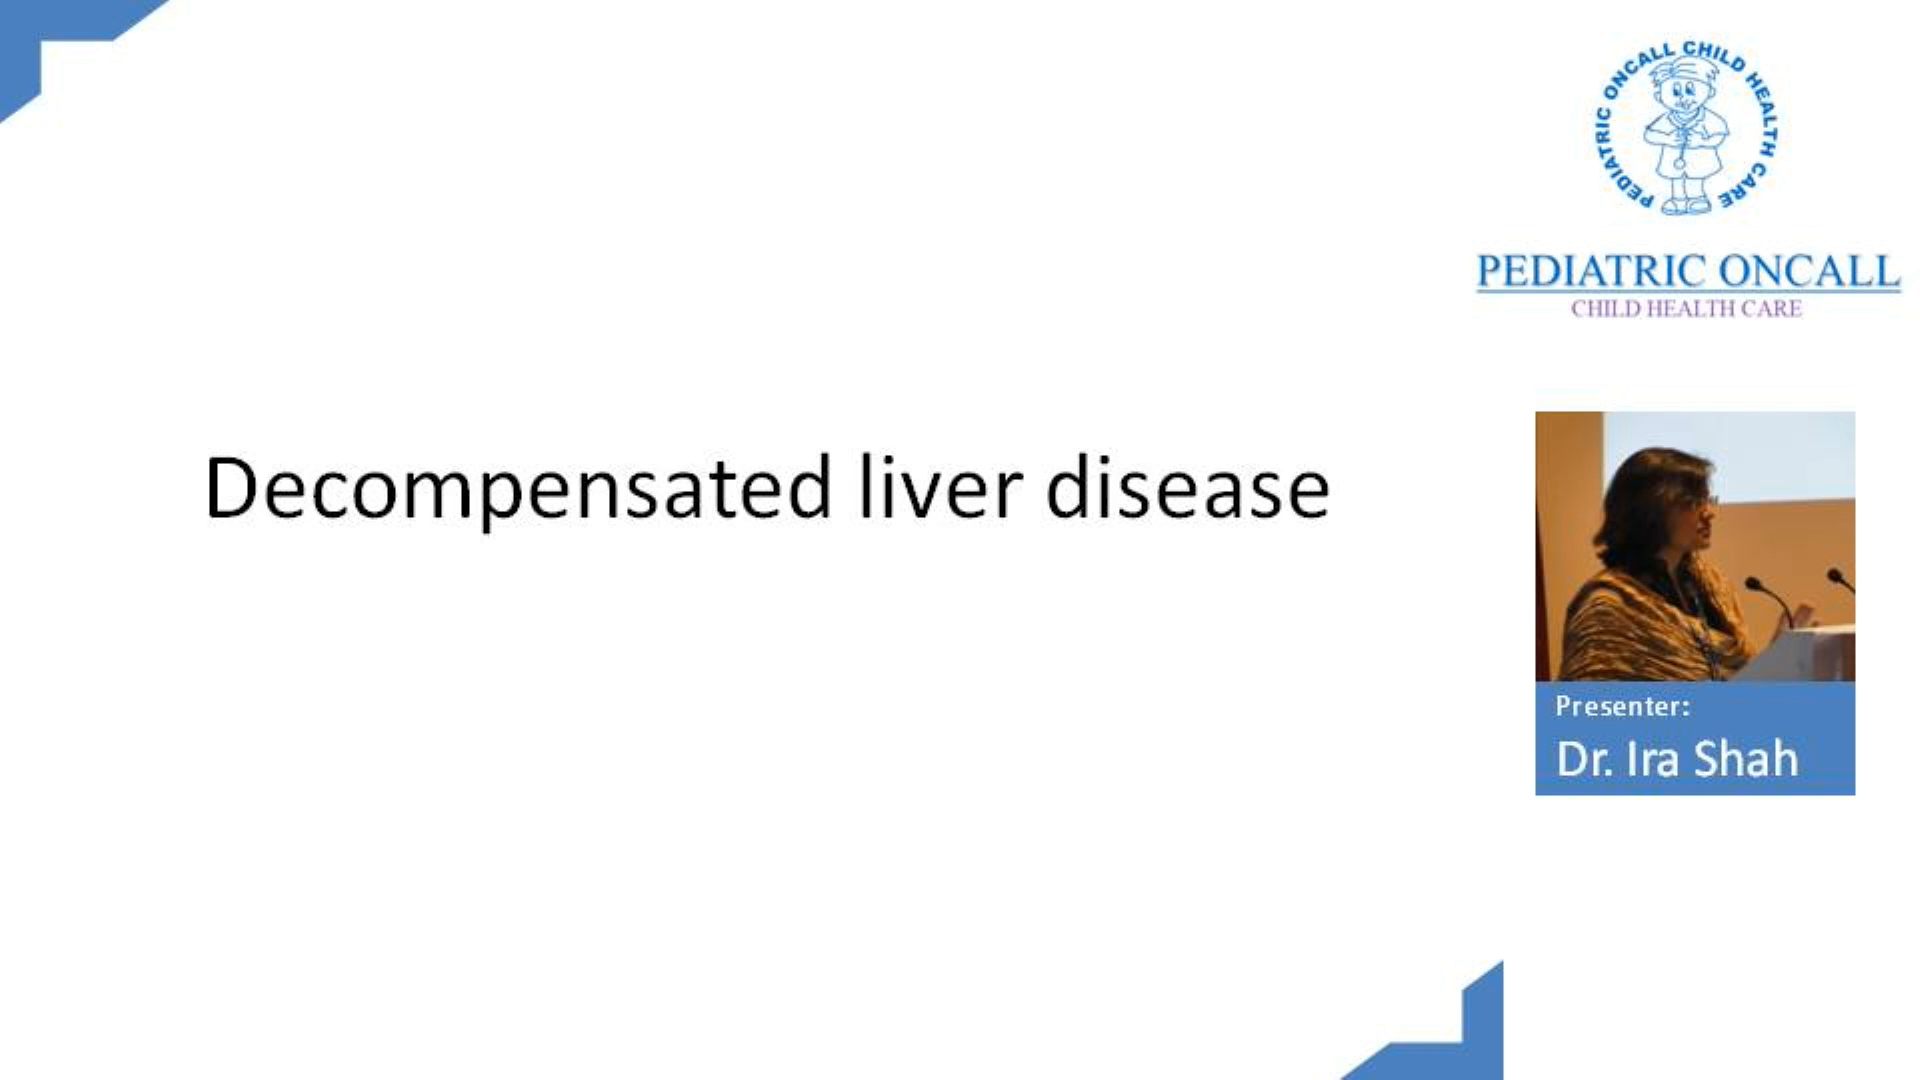 PEDIATRIC ONCALL CHILD HEALTH CARE
PEDIATRIC ONCALL
CHILD HEALTH CARE
Decompensated liver disease
Presenter:
Dr. Ira Shah